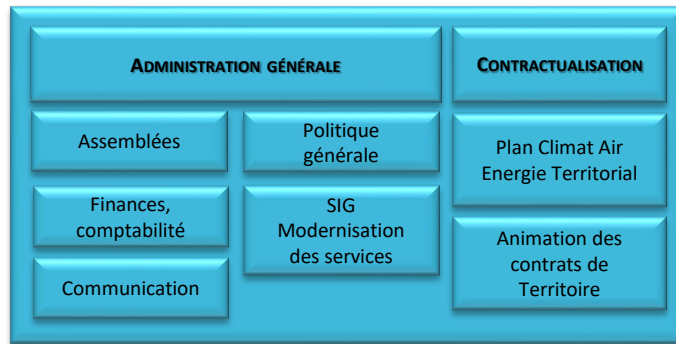 ADMINISTRATION GÉNÉRALE
CONTRACTUALISATION
Assemblées
Politique
générale
Finances,
comptabilité
SIG
Modernisation
des services
Communication
Plan Climat Air
Energie Territorial
Animation des
contrats de
Territoire